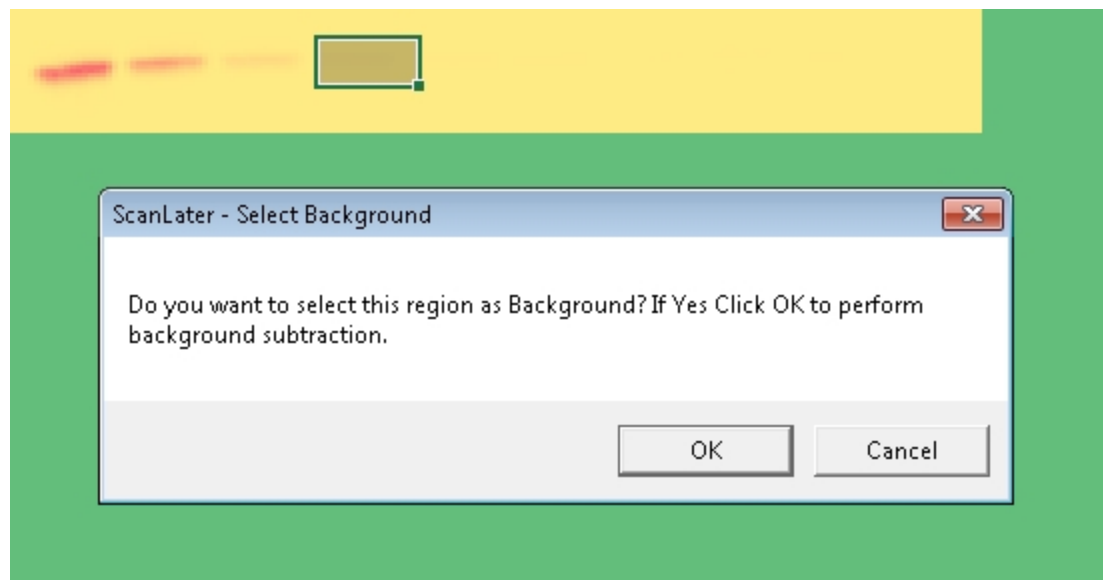 ScanLater - Select Background
Do you want to select this region as Background? If Yes Click OK to perform
background subtraction.
OK
Cancel